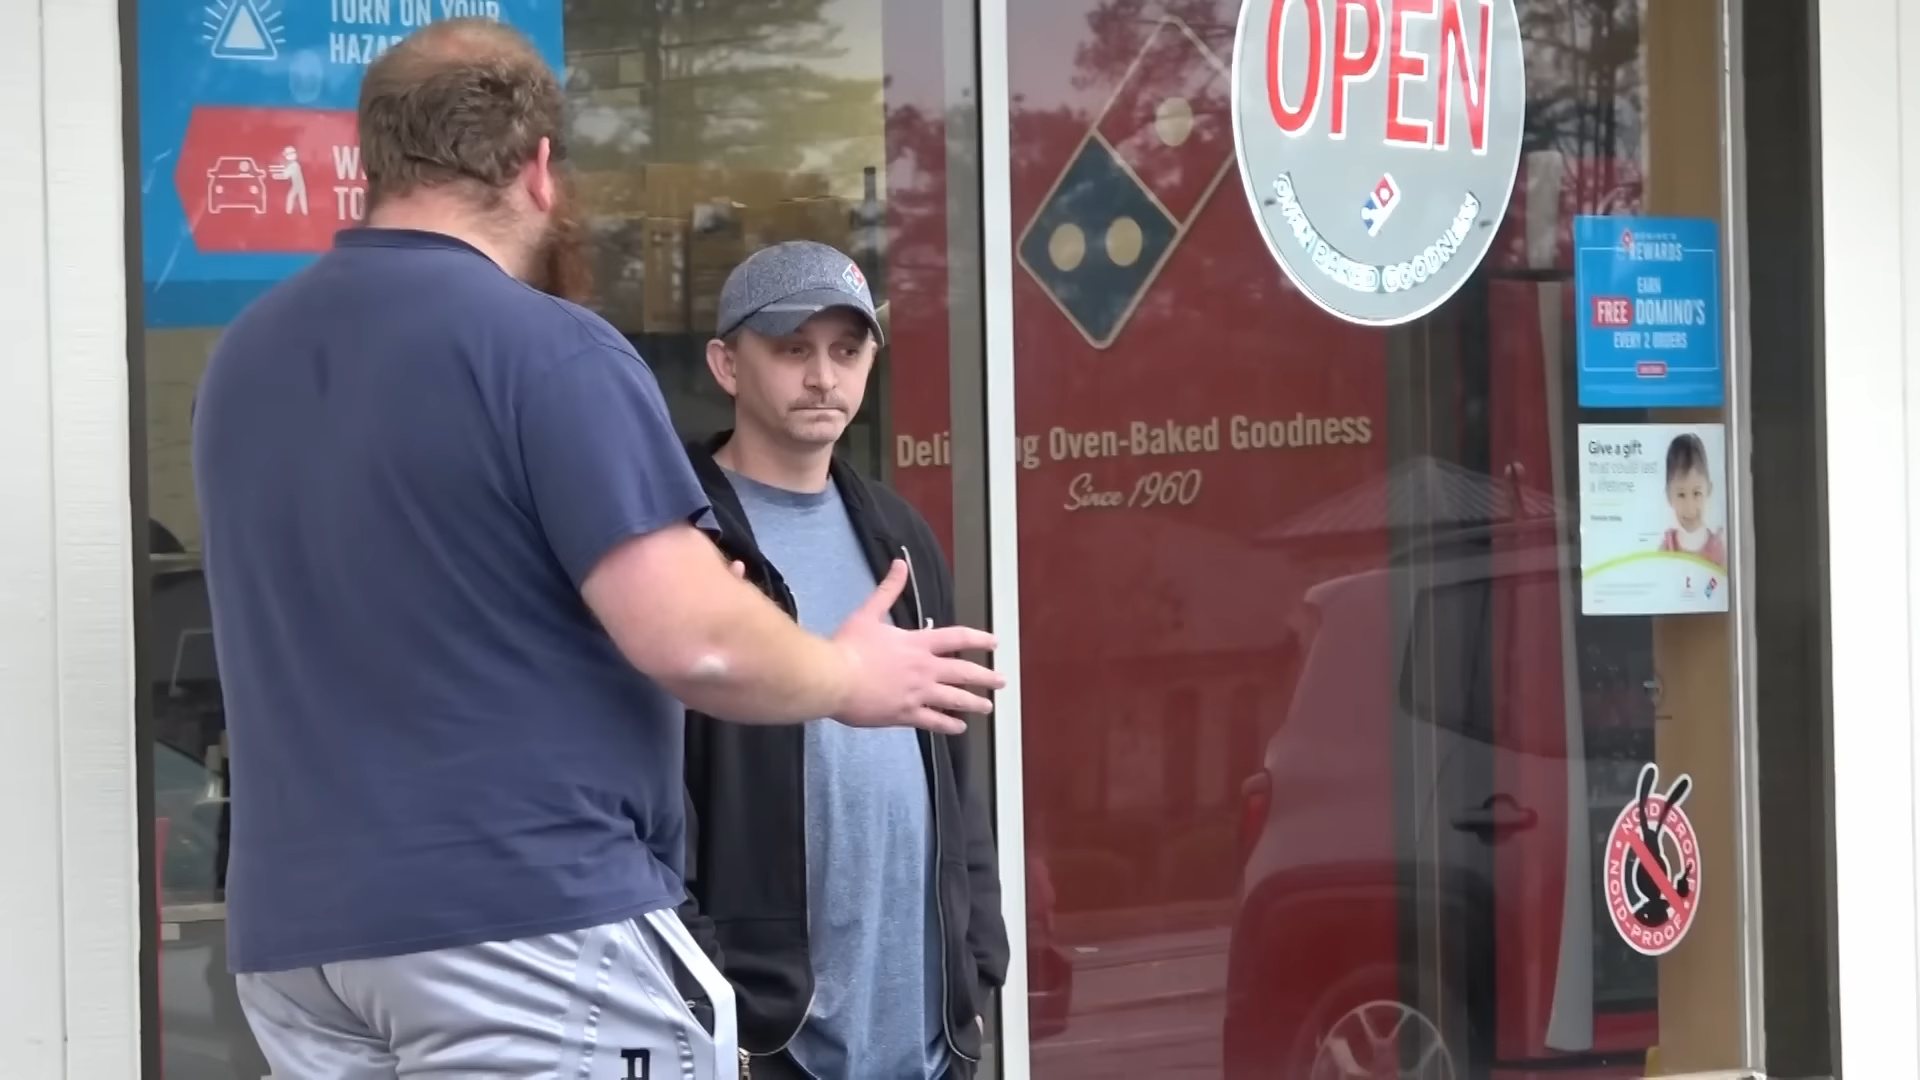 TURN ON YOUR
OPEN
OVEN BAKED GOODNESS
DOMINO'S
REWARDS
EARN
FREE DOMINO'S
EVERY 2 ORDERS
Oven-Baked Goodness
Since 1960
Give a gift
that could last
a lifetime.
NOID PROOF
NOID-PROOF